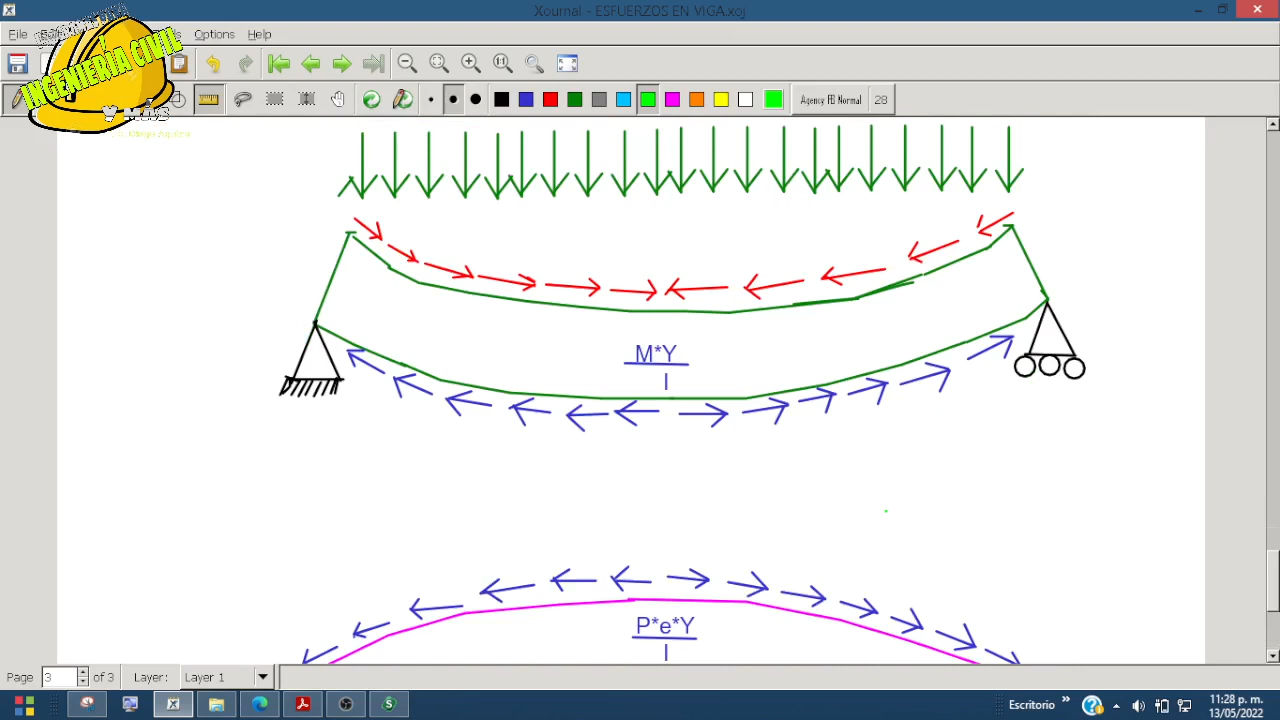 Xournal - ESFUERZOS EN VIGA.xoj
File
Options
Help
INGENIERIA CIVIL
Y MÁS
Agency FB Normal
28
M*Y
I
P*e*Y
I
Page
3
of 3
Layer:
Layer 1
Escritorio
11:28 p. m.
13/05/2022